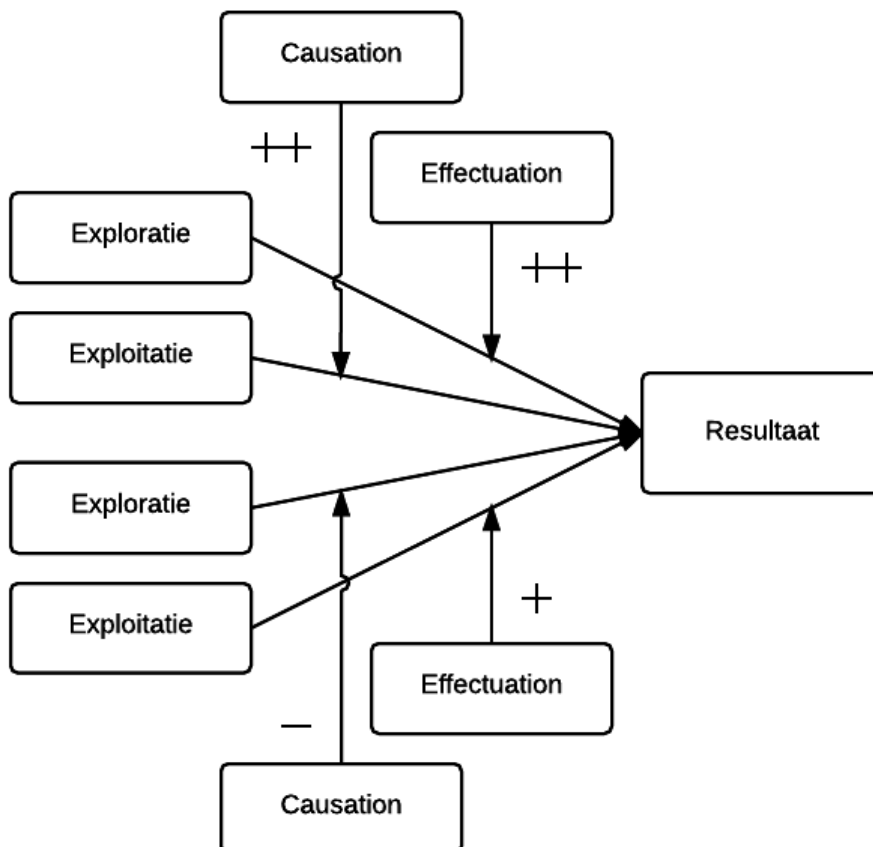 Causation
++
Effectuation
Exploratie
++
Exploitatie
Resultaat
Exploratie
Exploitatie
+
Effectuation
—
Causation